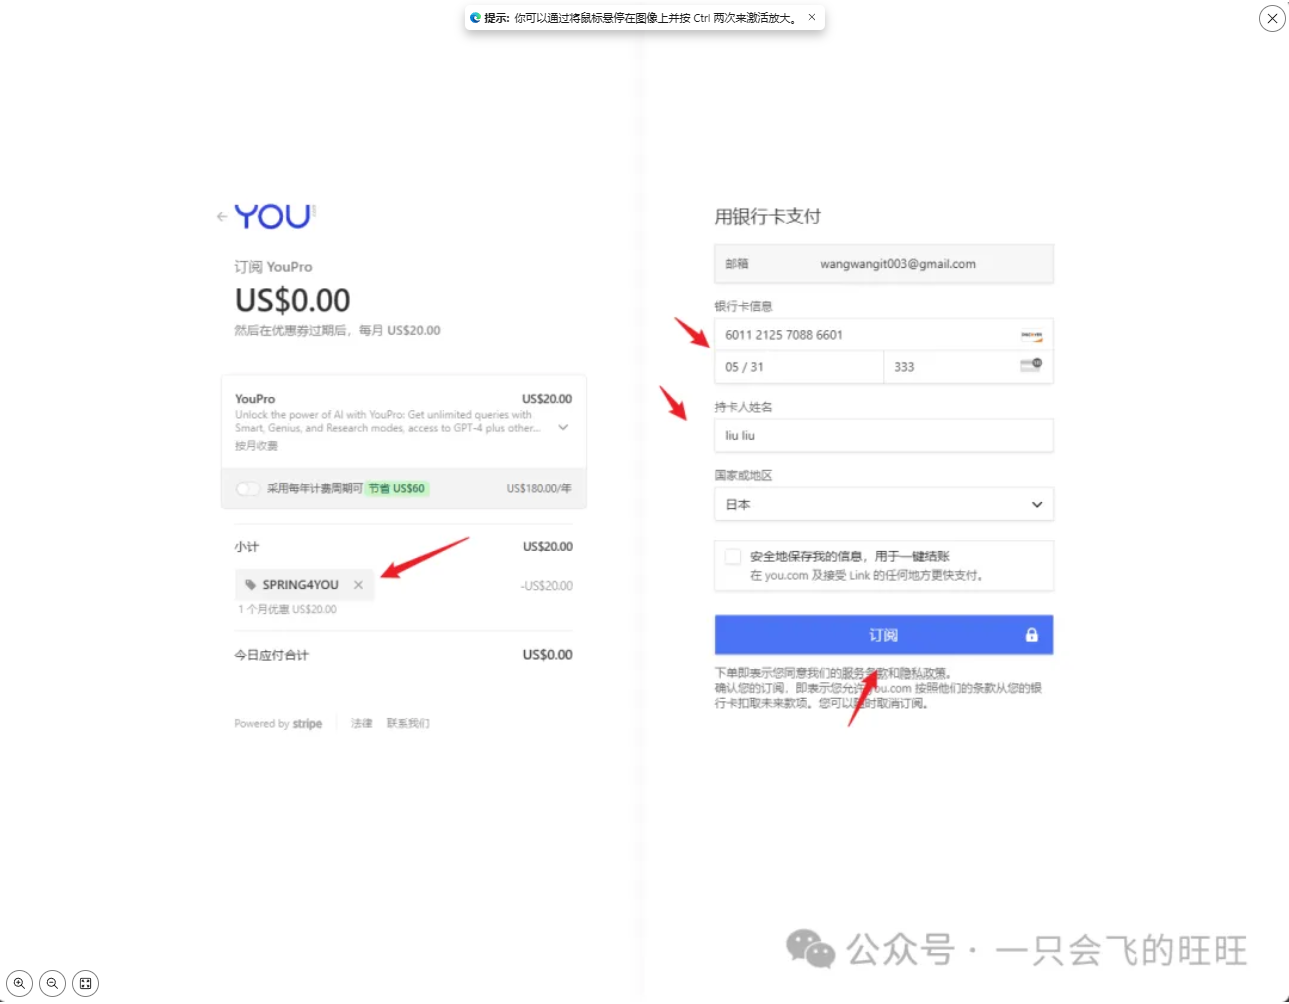 提示: 你可以通过将鼠标悬停在图像上并按 Ctrl 两次来激活放大。
YOU
订阅 YouPro
US$0.00
然后在优惠券过期后，每月 US$20.00
YouPro US$20.00
Unlock the power of AI with YouPro: Get unlimited queries with
Smart, Genius, and Research modes, access to GPT-4 plus other...
按月收费
采用每年计费周期可 节省 US$60 US$180.00/年
小计 US$20.00
SPRING4YOU -US$20.00
1 个月优惠 US$20.00
今日应付合计 US$0.00
Powered by stripe 法律 联系我们
用银行卡支付
邮箱 wangwangit003@gmail.com
银行卡信息
6011 2125 7088 6601 DISCOVER
05 / 31 333
持卡人姓名
liu liu
国家或地区
日本
安全地保存我的信息，用于一键结账
在 you.com 及接受 Link 的任何地方更快支付。
订阅
下单即表示您同意我们的服务条款和隐私政策。
确认您的订阅，即表示您允许 you.com 按照他们的条款从您的银
行卡扣取未来款项。您可以随时取消订阅。
公众号 · 一只会飞的旺旺